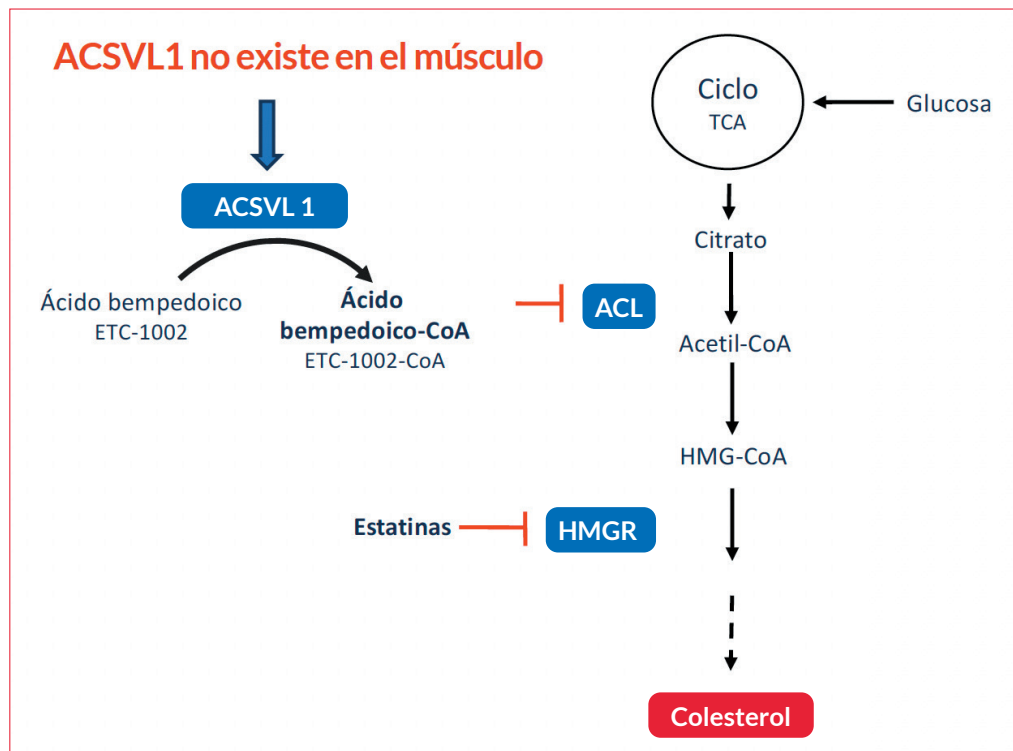 ACSVL1 no existe en el músculo
Ciclo
TCA
Glucosa
ACSVL 1
Citrato
Ácido bempedoico
ETC-1002
Ácido
bempedoico-CoA
ETC-1002-CoA
ACL
Acetil-CoA
HMG-CoA
Estatinas
HMGR
Colesterol